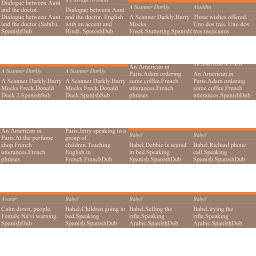 Dialogue between Aunt
and the doctor.
Dialogue between Aunt
and the doctor (Sahib).
SpanishDub
Dialogue between Aunt
and the doctor. English
with an accent and
Hindi. SpanishDub
A Scanner Darkly
A Scanner Darkly.Barry
Mocks
Freck.Stuttering.SpanishDub
Aladdin
Three wishes offered.
Uno dos tres. Uno dos
tres mojicanos
A Scanner Darkly
A Scanner Darkly.Barry
Mocks Freck.Donald
Duck 2.SpanishSub
A Scanner Darkly
A Scanner Darkly.Barry
Mocks Freck.Donald
Duck.SpanishSub
An American in
Paris.Adam ordering
some coffee.French
utterances.French
phrases
An American in
Paris.Adam ordering
some coffee.French
utterances.SpanishDub
An American in
Paris.At the perfume
shop.French
utterances.French
phrases
Paris.Jerry speaking to a
group of
children.Teaching
English in
French.FrenchDub
Babel
Babel.Debbie is scared
in bed.Speaking
Spanish.SpanishDub
Babel
Babel.Richard phone
call.Speaking
Spanish.SpanishDub
Avatar
Calm down, people.
Female Na'vi warning.
SpanishDub
Babel
Babel.Children going to
bed.Speaking
Spanish.SpanishDub
Babel
Babel.Selling the
rifle.Speaking
Arabic.SpanishDub
Babel
Babel.trying the
rifle.Speaking
Arabic.SpanishDub